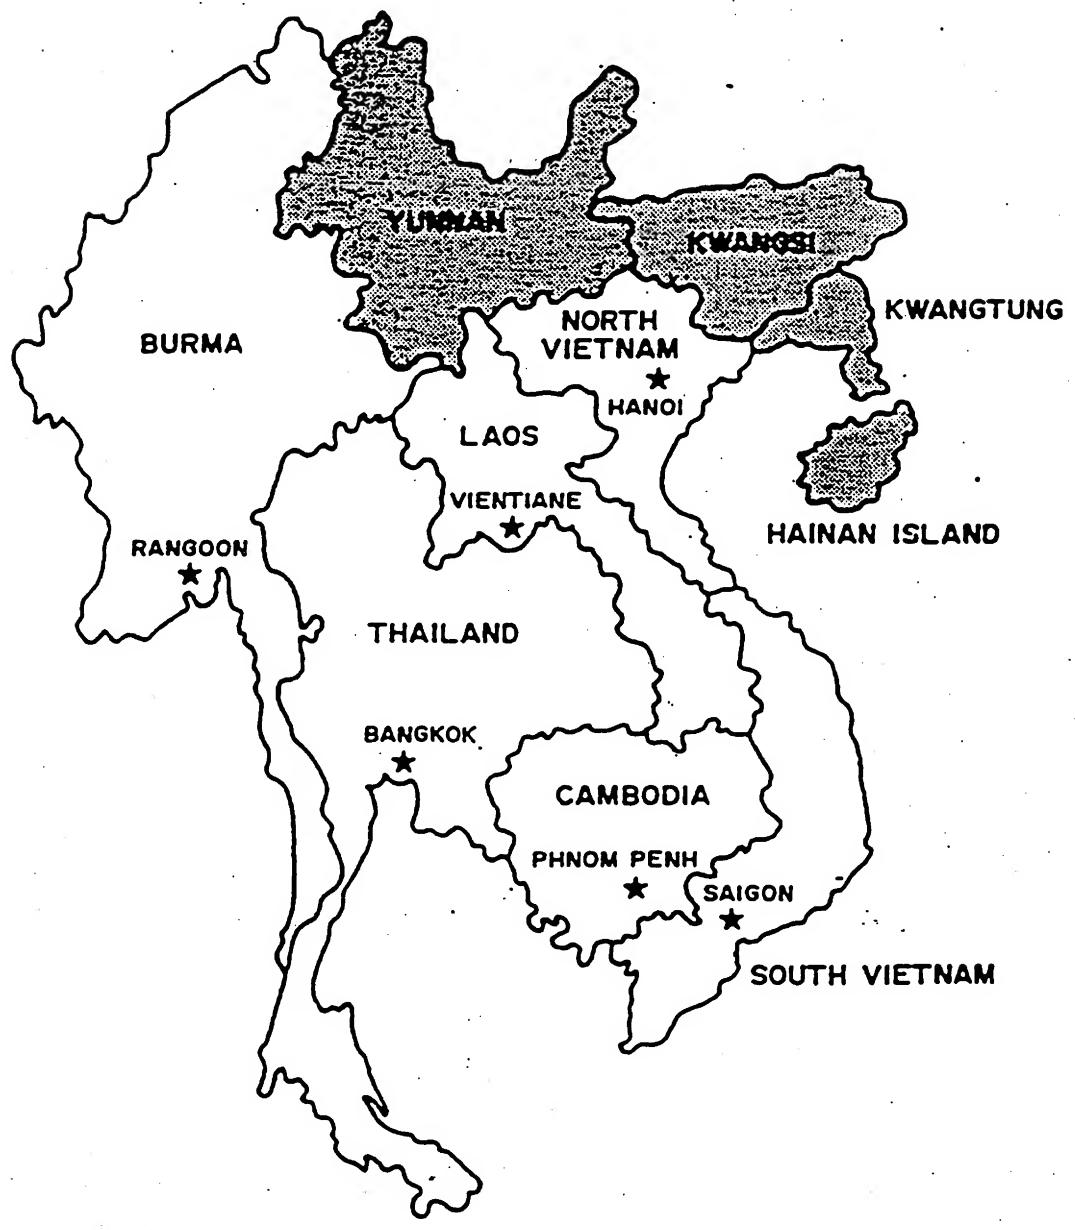 YUNNAN
KWANGSI
KWANGTUNG
NORTH
VIETNAM
BURMA
HANOI
LAOS
VIENTIANE
HAINAN ISLAND
RANGOON
THAILAND
BANGKOK
CAMBODIA
PHNOM PENH
SAIGON
SOUTH VIETNAM